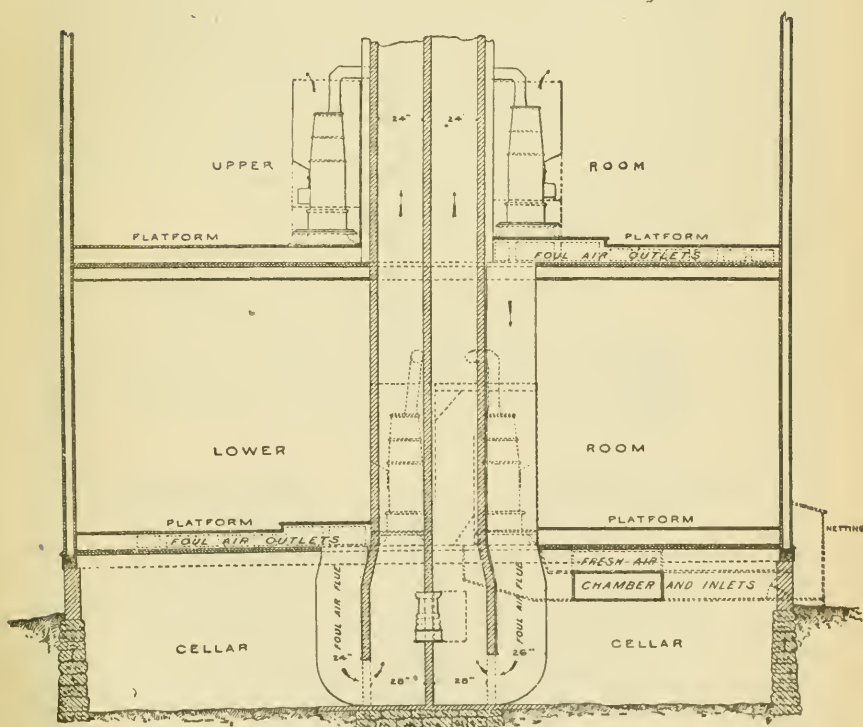 24" 24"
UPPER ROOM
PLATFORM PLATFORM
FOUL AIR OUTLETS
LOWER ROOM
PLATFORM PLATFORM
NETTING
FOUL AIR OUTLETS
FRESH-AIR
CHAMBER AND INLETS
FOUL AIR FLUE FOUL AIR FLUE
CELLAR CELLAR
24" 26"
28" 28"